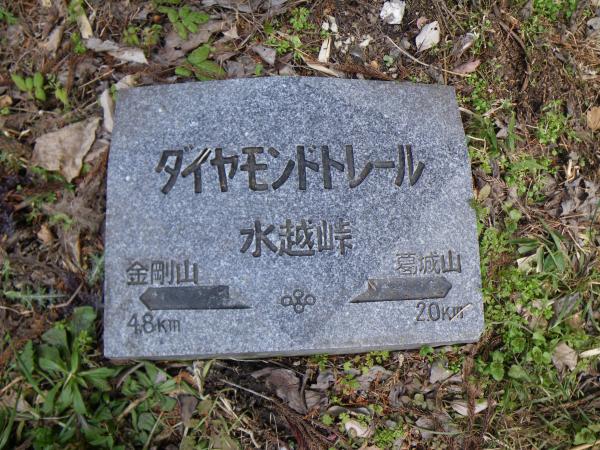 ダイヤモンドトレール
水越峠
金剛山 葛城山
4.8km 2.0km